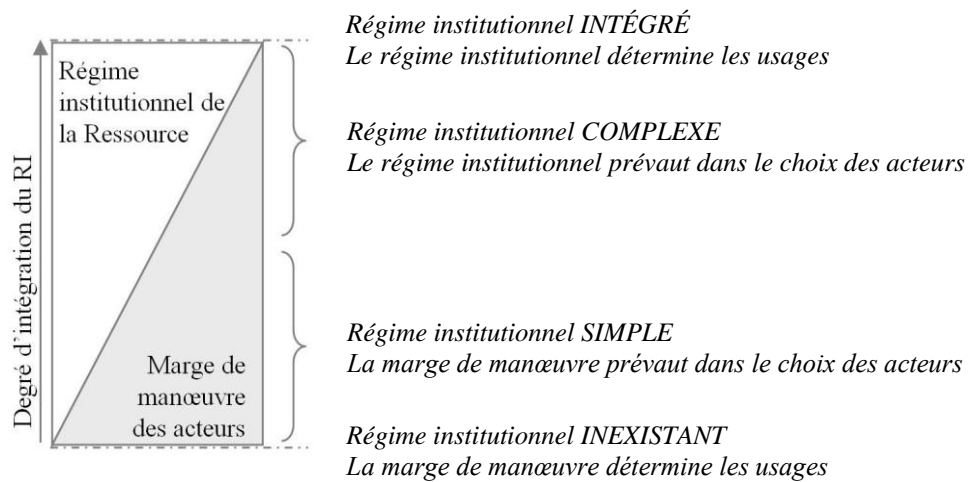 Régime institutionnel INTÉGRÉ
Le régime institutionnel détermine les usages
Régime
institutionnel de
la Ressource
Régime institutionnel COMPLEXE
Le régime institutionnel prévaut dans le choix des acteurs
Degré d'intégration du RI
Régime institutionnel SIMPLE
La marge de manœuvre prévaut dans le choix des acteurs
Marge de
manœuvre
des acteurs
Régime institutionnel INEXISTANT
La marge de manœuvre détermine les usages